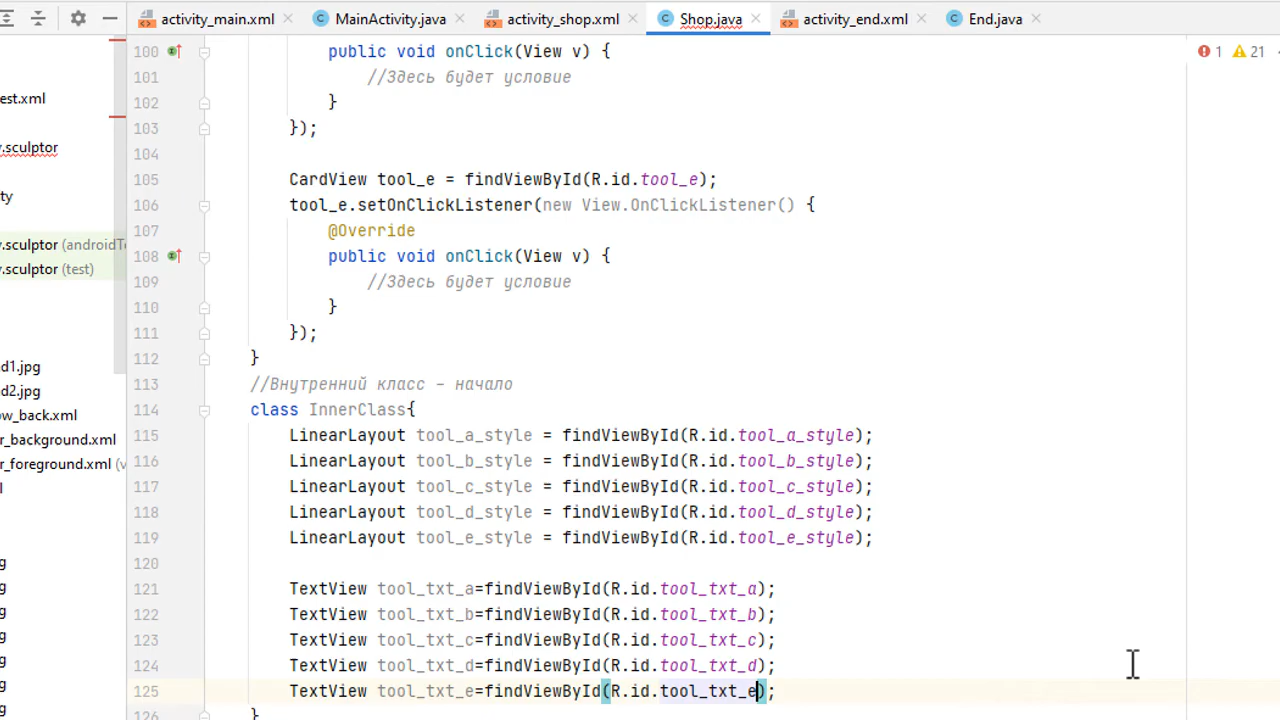 activity_main.xml MainActivity.java activity_shop.xml Shop.java activity_end.xml End.java
1 21
est.xml
.sculptor
ty
.sculptor (androidTe
.sculptor (test)
d1.jpg
d2.jpg
ow_back.xml
r_background.xml
r_foreground.xml (v
l
g
g
g
g
g
g
g
100 public void onClick(View v) {
101 //Здесь будет условие
102 }
103 });
104
105 CardView tool_e = findViewById(R.id.tool_e);
106 tool_e.setOnClickListener(new View.OnClickListener() {
107 @Override
108 public void onClick(View v) {
109 //Здесь будет условие
110 }
111 });
112 }
113 //Внутренний класс – начало
114 class InnerClass{
115 LinearLayout tool_a_style = findViewById(R.id.tool_a_style);
116 LinearLayout tool_b_style = findViewById(R.id.tool_b_style);
117 LinearLayout tool_c_style = findViewById(R.id.tool_c_style);
118 LinearLayout tool_d_style = findViewById(R.id.tool_d_style);
119 LinearLayout tool_e_style = findViewById(R.id.tool_e_style);
120
121 TextView tool_txt_a=findViewById(R.id.tool_txt_a);
122 TextView tool_txt_b=findViewById(R.id.tool_txt_b);
123 TextView tool_txt_c=findViewById(R.id.tool_txt_c);
124 TextView tool_txt_d=findViewById(R.id.tool_txt_d);
125 TextView tool_txt_e=findViewById(R.id.tool_txt_e);
126 }